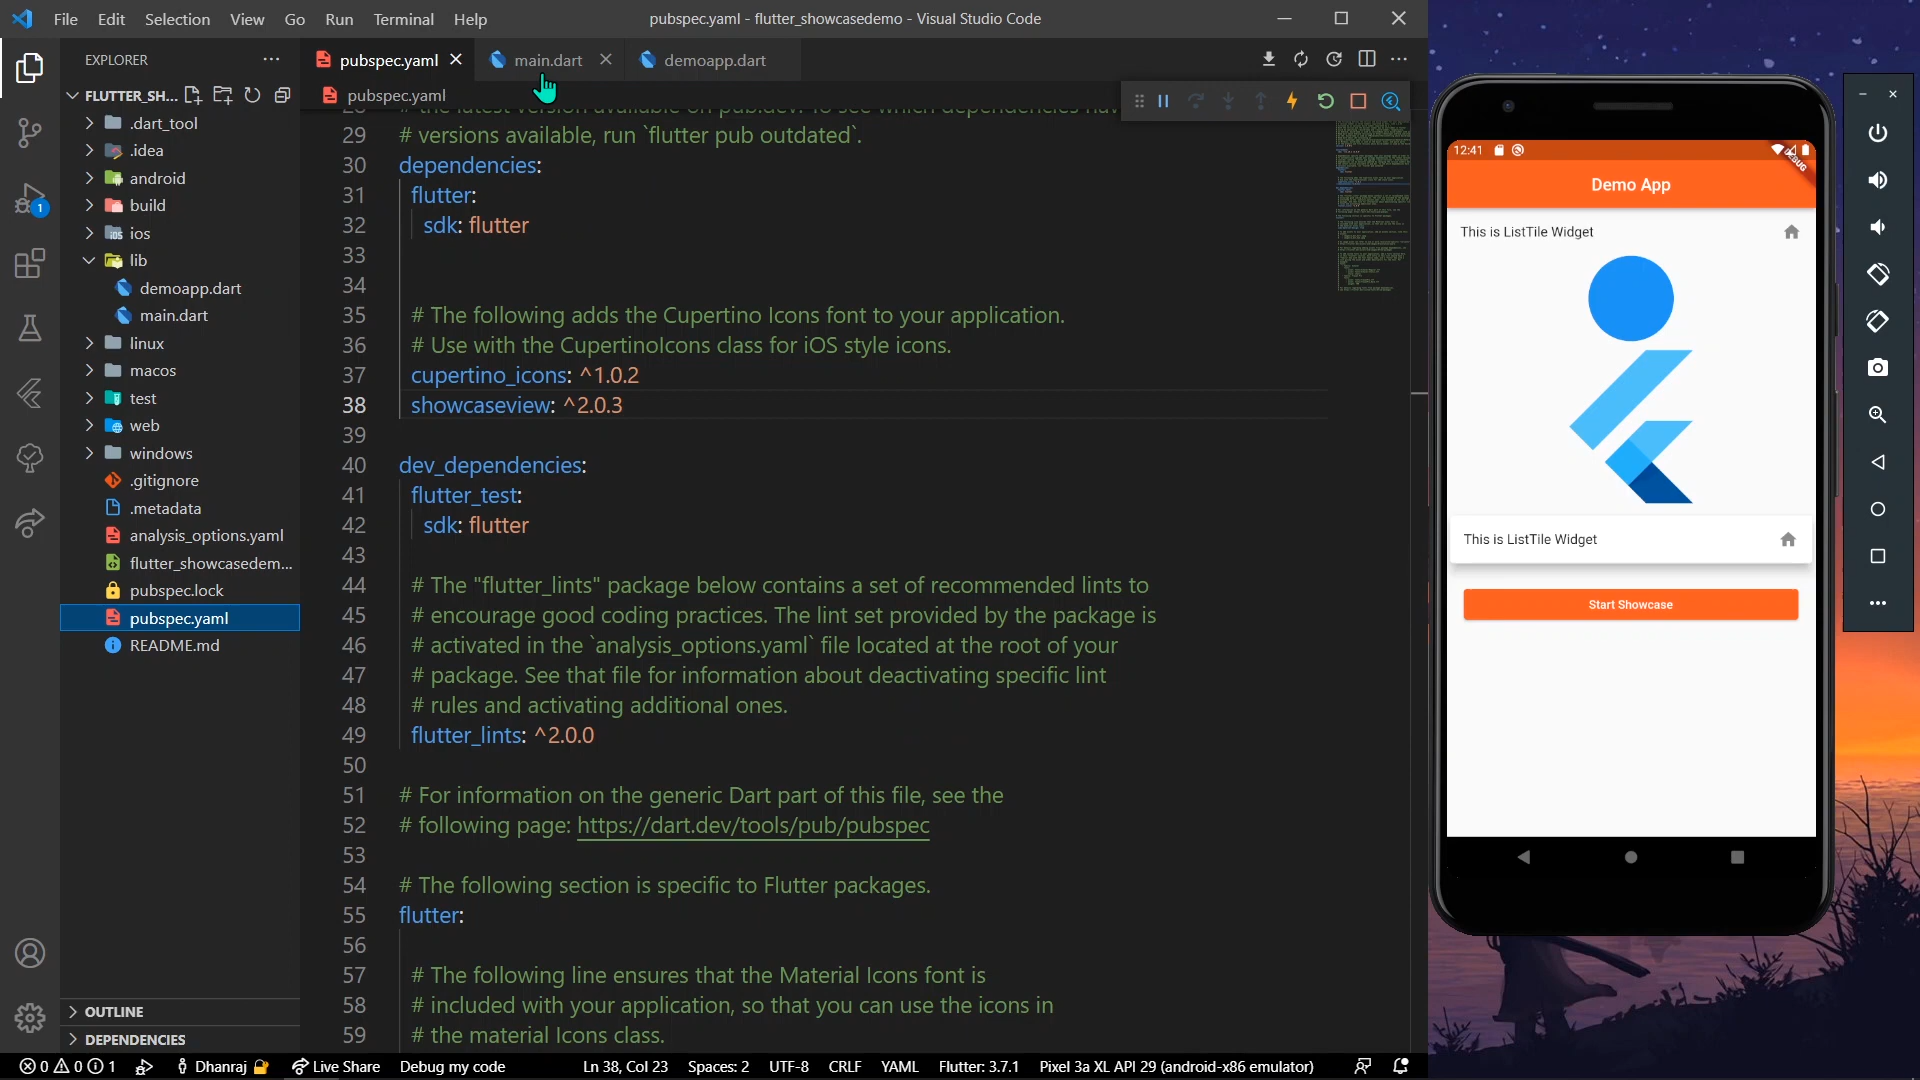 File Edit Selection View Go Run Terminal Help
pubspec.yaml - flutter_showcasedemo - Visual Studio Code
EXPLORER
FLUTTER_SH...
.dart_tool
.idea
android
build
ios
lib
demoapp.dart
main.dart
linux
macos
test
web
windows
.gitignore
.metadata
analysis_options.yaml
flutter_showcasedem...
pubspec.lock
pubspec.yaml
README.md
OUTLINE
DEPENDENCIES
1
pubspec.yaml main.dart demoapp.dart
pubspec.yaml
29 # versions available, run `flutter pub outdated`.
30 dependencies:
31 flutter:
32 sdk: flutter
33
34
35 # The following adds the Cupertino Icons font to your application.
36 # Use with the CupertinoIcons class for iOS style icons.
37 cupertino_icons: ^1.0.2
38 showcaseview: ^2.0.3
39
40 dev_dependencies:
41 flutter_test:
42 sdk: flutter
43
44 # The "flutter_lints" package below contains a set of recommended lints to
45 # encourage good coding practices. The lint set provided by the package is
46 # activated in the `analysis_options.yaml` file located at the root of your
47 # package. See that file for information about deactivating specific lint
48 # rules and activating additional ones.
49 flutter_lints: ^2.0.0
50
51 # For information on the generic Dart part of this file, see the
52 # following page: https://dart.dev/tools/pub/pubspec
53
54 # The following section is specific to Flutter packages.
55 flutter:
56
57 # The following line ensures that the Material Icons font is
58 # included with your application, so that you can use the icons in
59 # the material Icons class.
12:41
DEBUG
Demo App
This is ListTile Widget
This is ListTile Widget
Start Showcase
0 0 1 Dhanraj Live Share Debug my code Ln 38, Col 23 Spaces: 2 UTF-8 CRLF YAML Flutter: 3.7.1 Pixel 3a XL API 29 (android-x86 emulator)